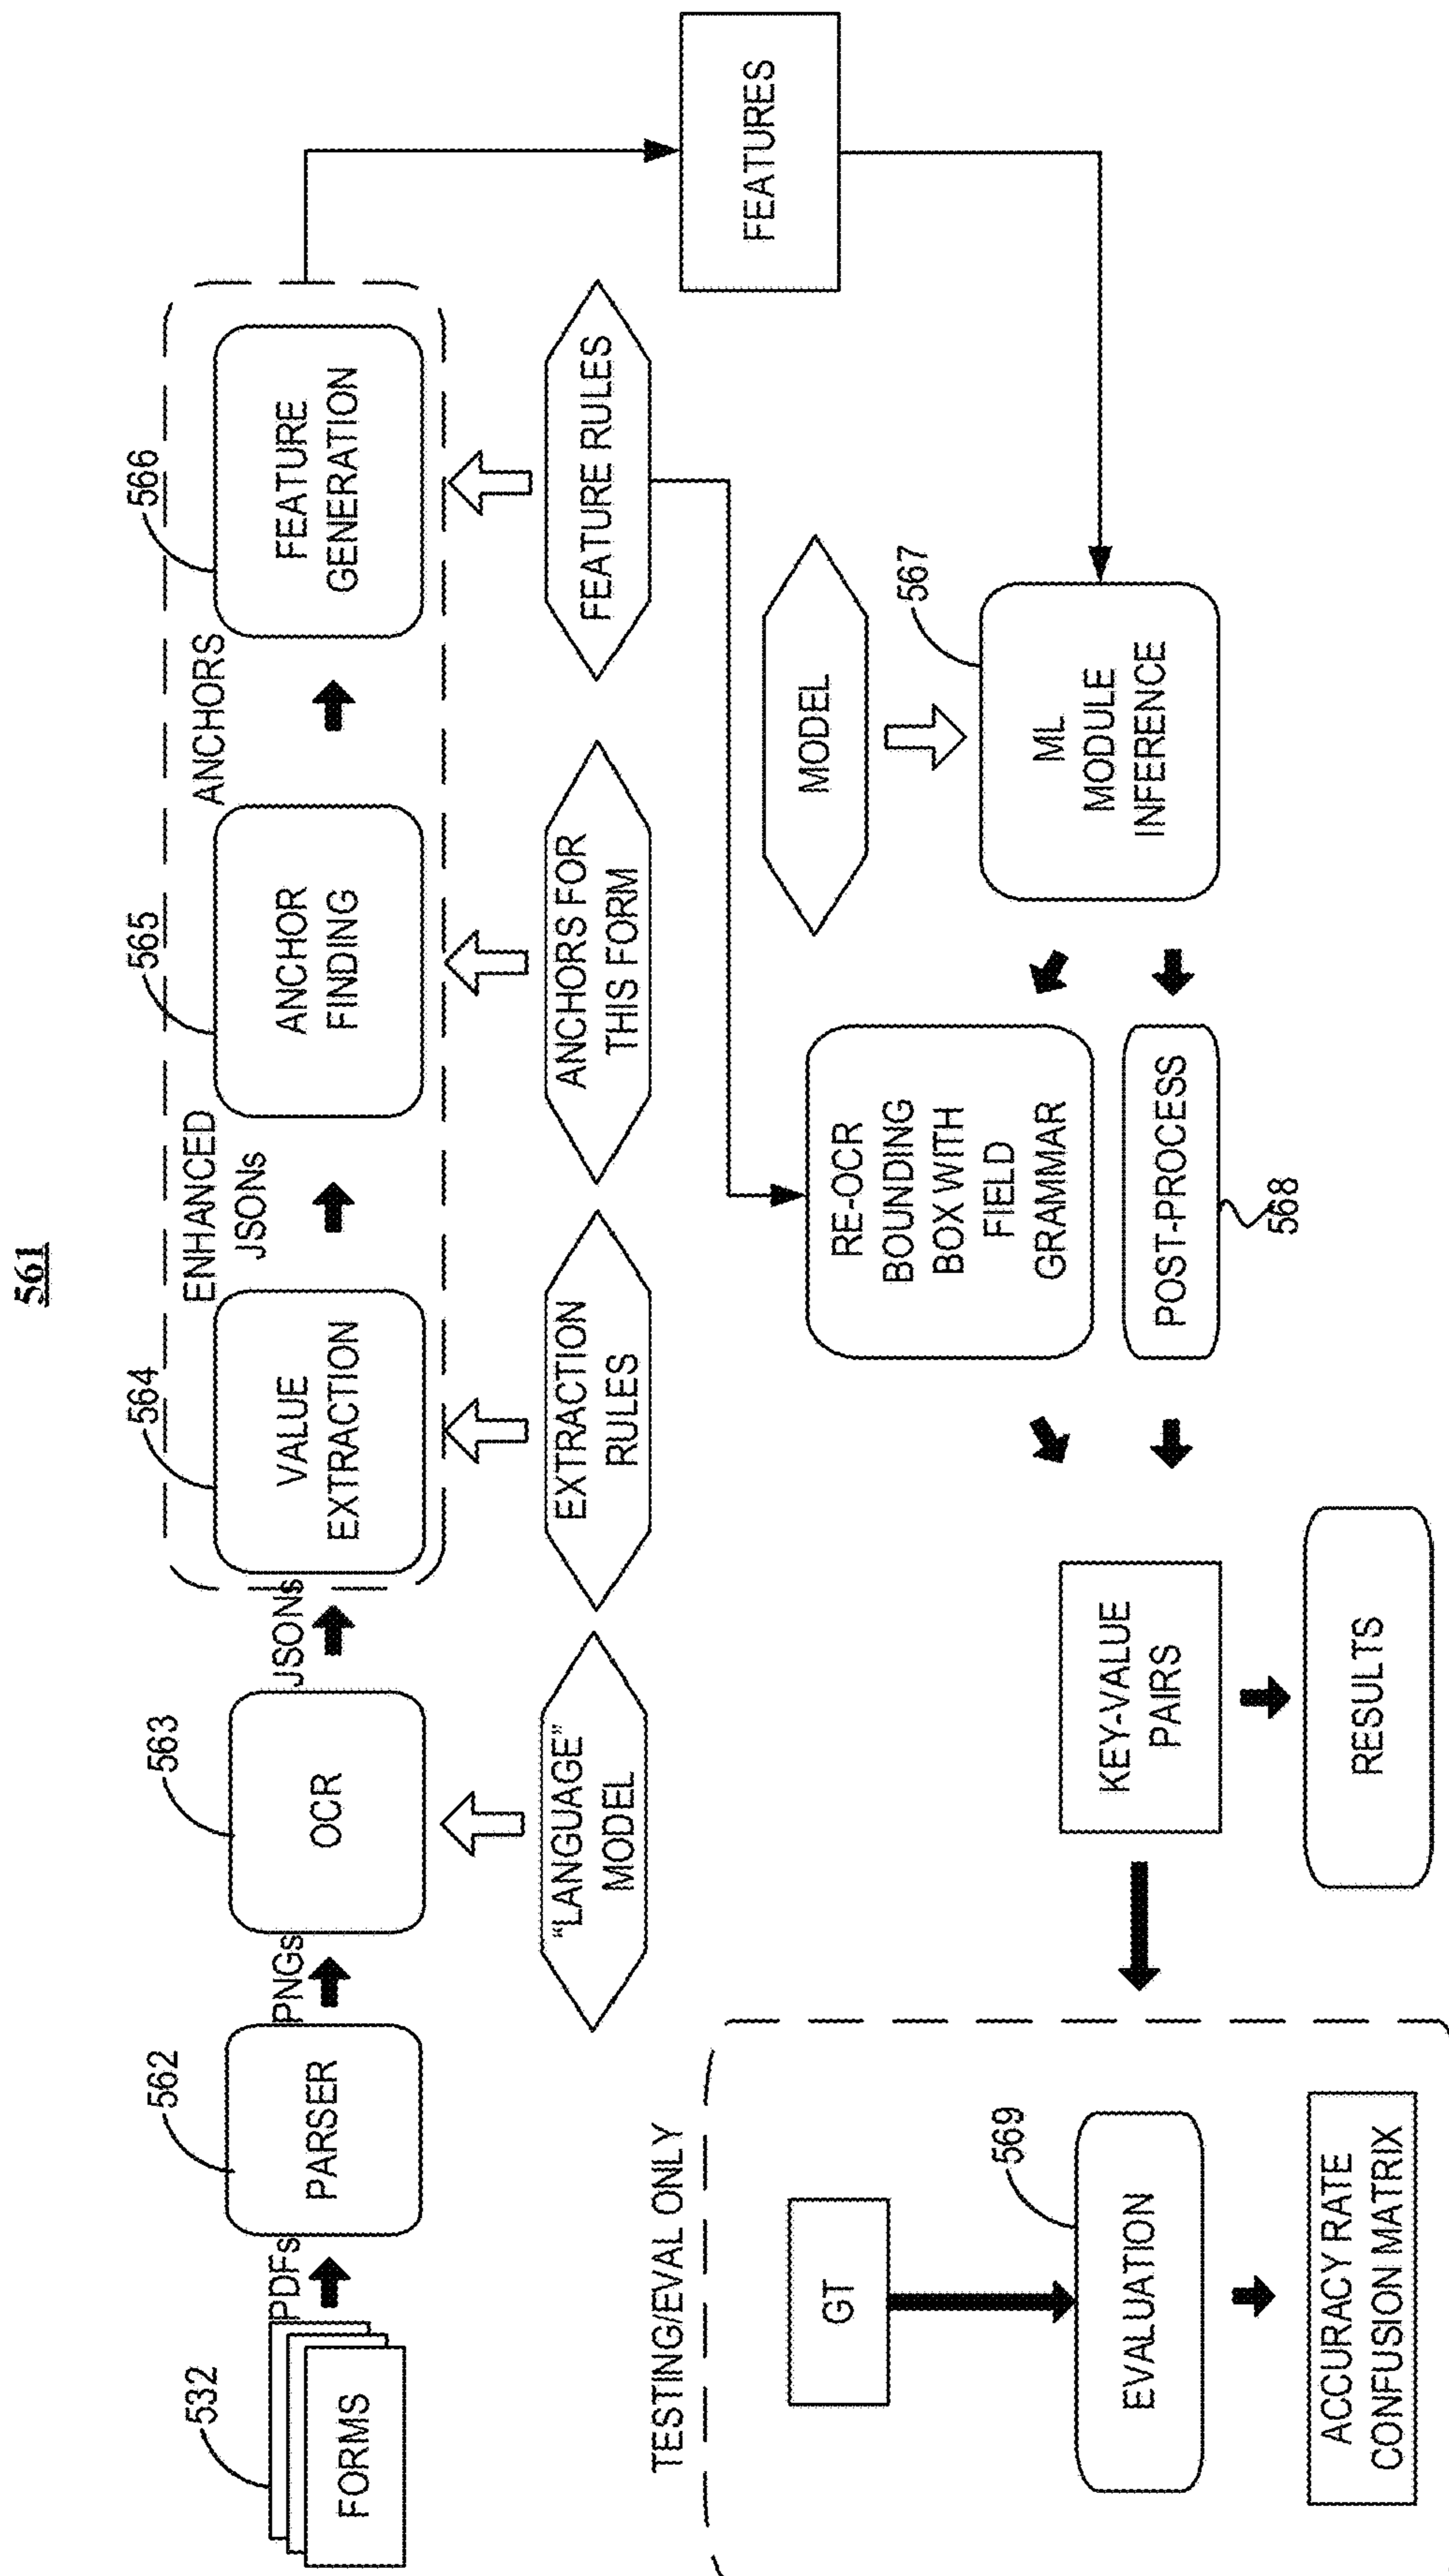 561
532
FORMS
PDFs
562
PARSER
PNGs
563
OCR
JSONs
564
VALUE
EXTRACTION
ENHANCED
JSONs
565
ANCHOR
FINDING
ANCHORS
566
FEATURE
GENERATION
"LANGUAGE"
MODEL
EXTRACTION
RULES
ANCHORS FOR
THIS FORM
FEATURE RULES
FEATURES
MODEL
567
ML
MODULE
INFERENCE
RE-OCR
BOUNDING
BOX WITH
FIELD
GRAMMAR
POST-PROCESS
568
KEY-VALUE
PAIRS
RESULTS
TESTING/EVAL ONLY
GT
569
EVALUATION
ACCURACY RATE
CONFUSION MATRIX